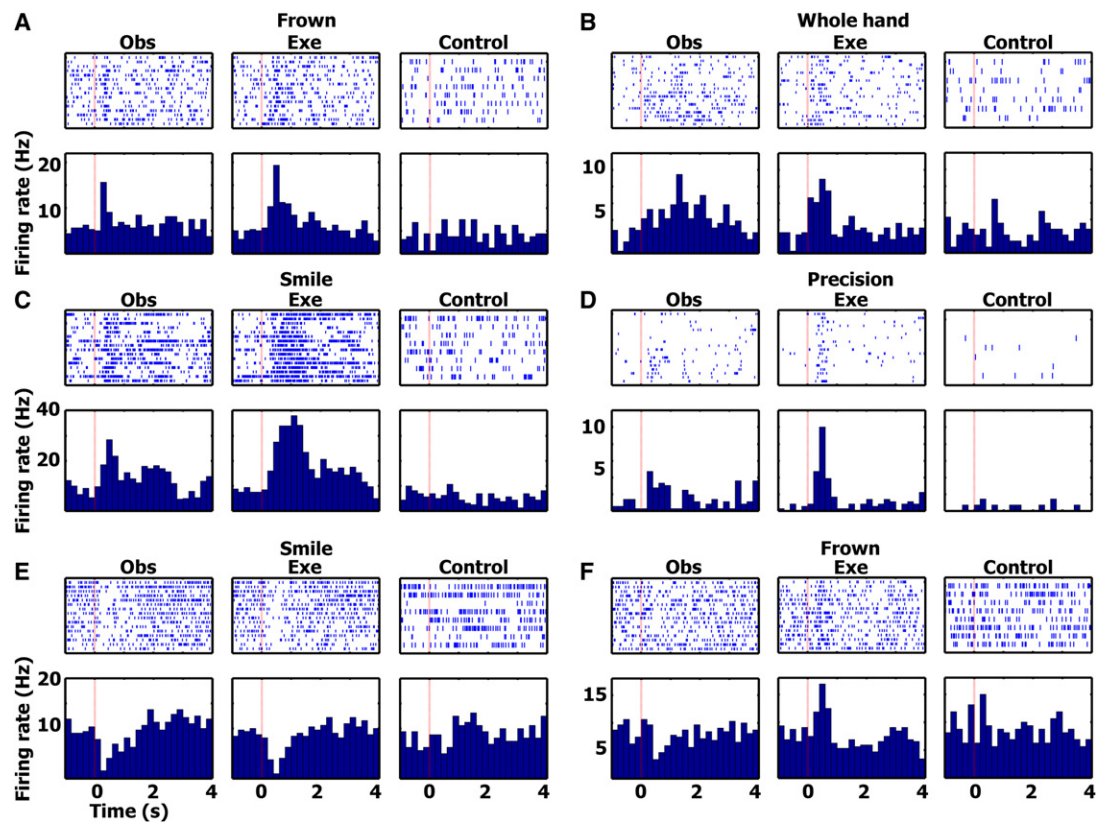 A Frown
Obs Exe Control
Firing rate (Hz)
20
10
B Whole hand
Obs Exe Control
10
5
C Smile
Obs Exe Control
Firing rate (Hz)
40
20
D Precision
Obs Exe Control
10
5
E Smile
Obs Exe Control
Firing rate (Hz)
20
10
0 2 4 0 2 4 0 2 4
Time (s)
F Frown
Obs Exe Control
15
5
0 2 4 0 2 4 0 2 4